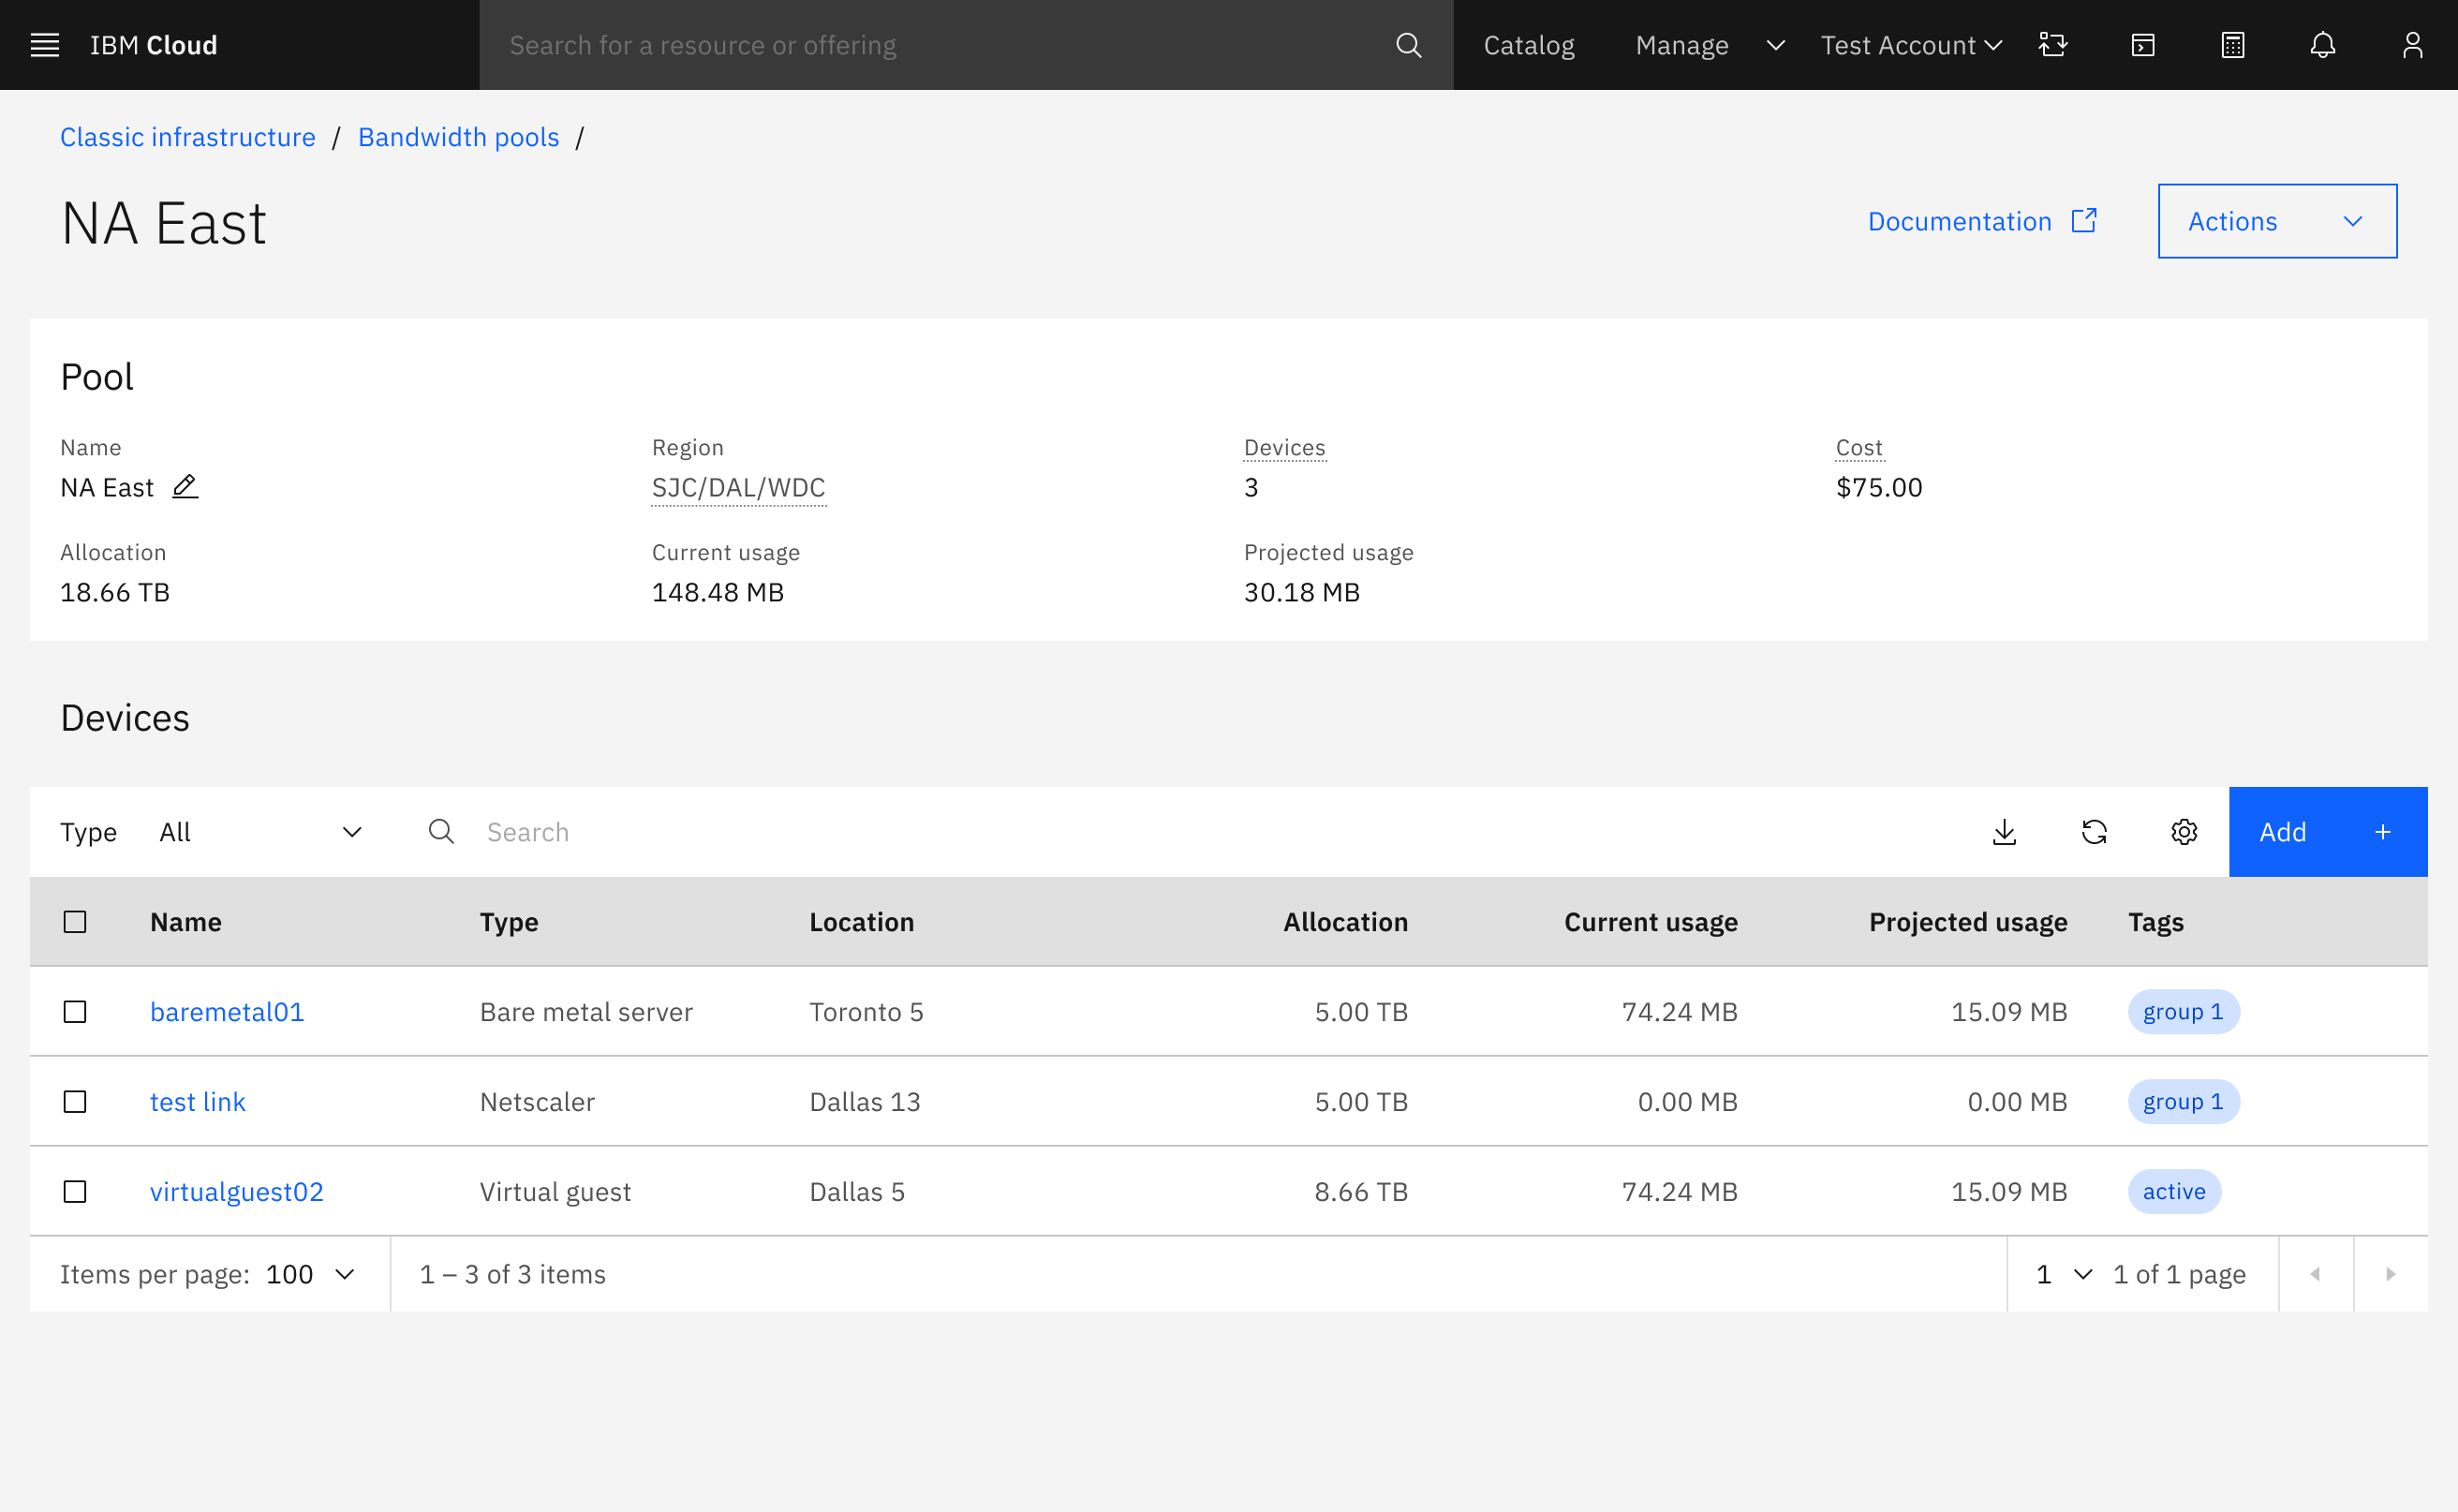 IBM Cloud Search for a resource or offering Catalog Manage Test Account
Classic infrastructure / Bandwidth pools /
NA East Documentation Actions
Pool
Name Region Devices Cost
NA East SJC/DAL/WDC 3 $75.00
Allocation Current usage Projected usage
18.66 TB 148.48 MB 30.18 MB
Devices
Type All Search Add +
Name Type Location Allocation Current usage Projected usage Tags
baremetal01 Bare metal server Toronto 5 5.00 TB 74.24 MB 15.09 MB group 1
test link Netscaler Dallas 13 5.00 TB 0.00 MB 0.00 MB group 1
virtualguest02 Virtual guest Dallas 5 8.66 TB 74.24 MB 15.09 MB active
Items per page: 100 1 – 3 of 3 items 1 1 of 1 page